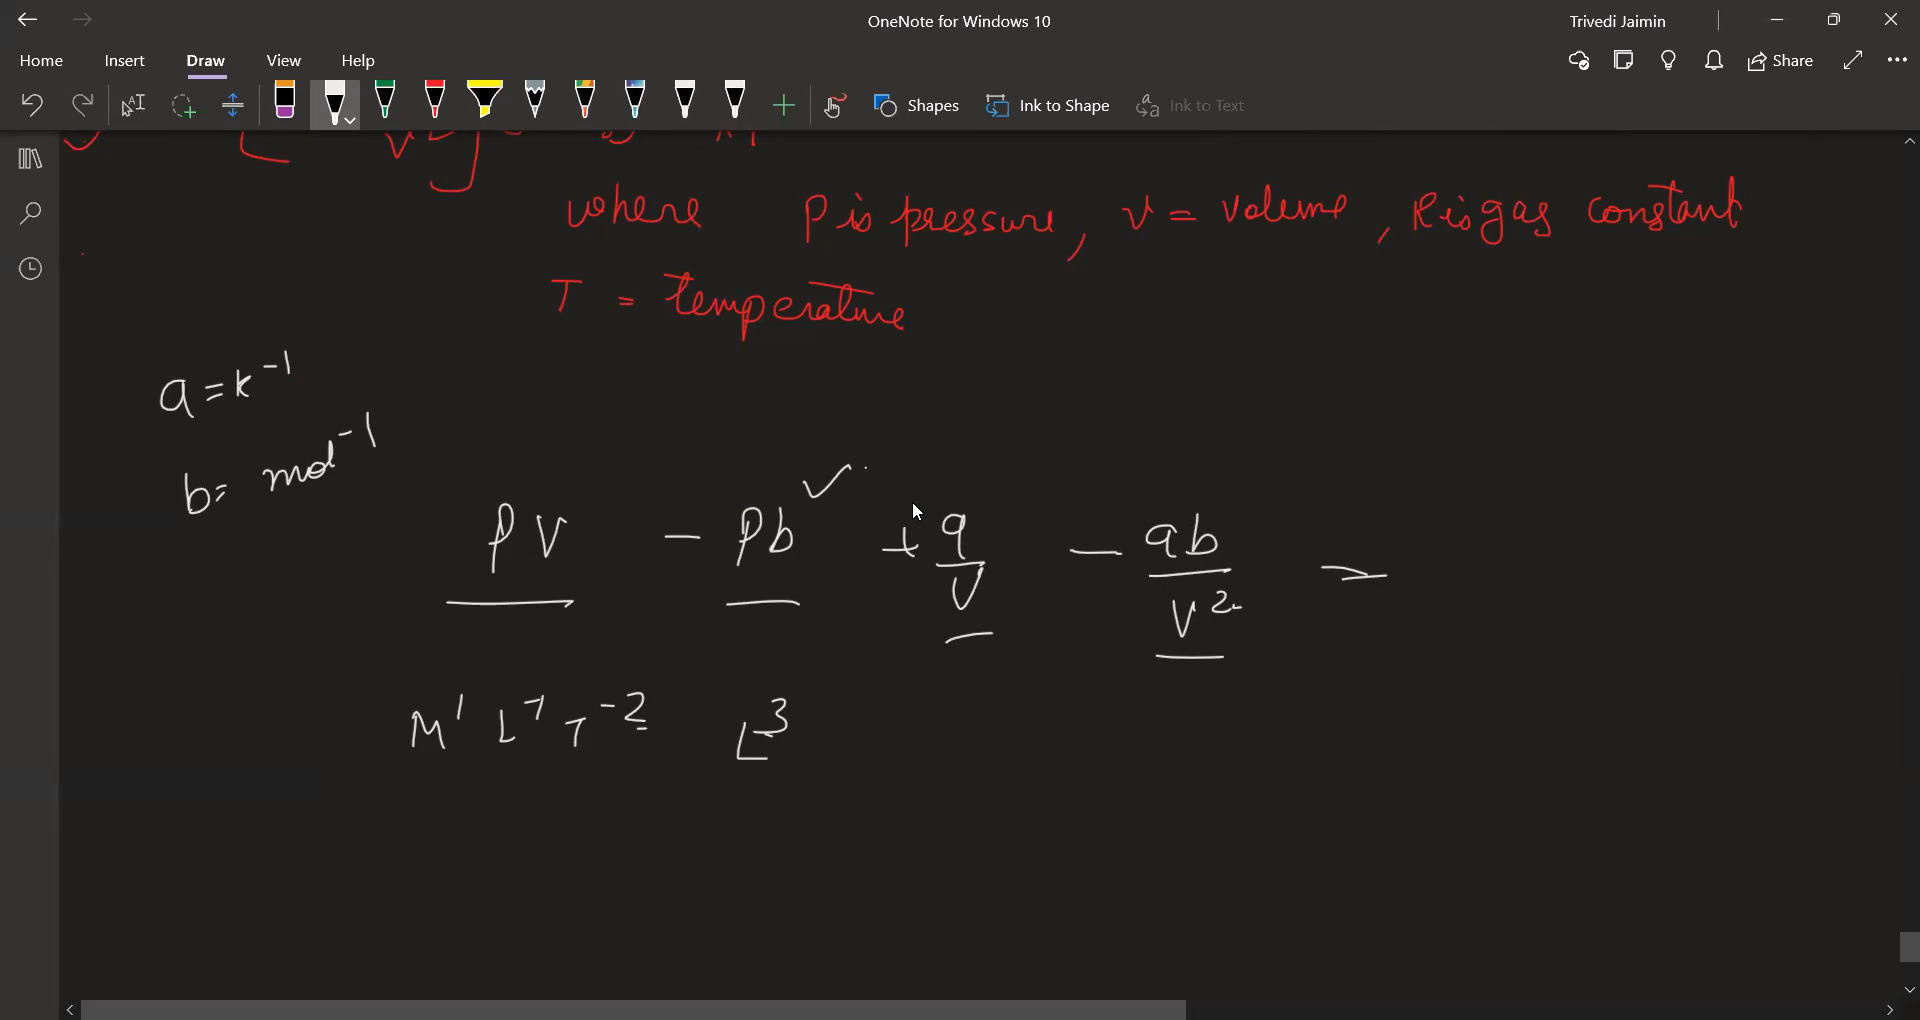 OneNote for Windows 10
Trivedi Jaimin
Home Insert Draw View Help
Share
Shapes Ink to Shape Ink to Text
where P is pressure, v = volume, R is gas constant
T = temperature
a = k⁻¹
b = mol⁻¹
PV - Pb ✓ + a/V - ab/V² =
M¹ L⁻¹ T⁻² L³